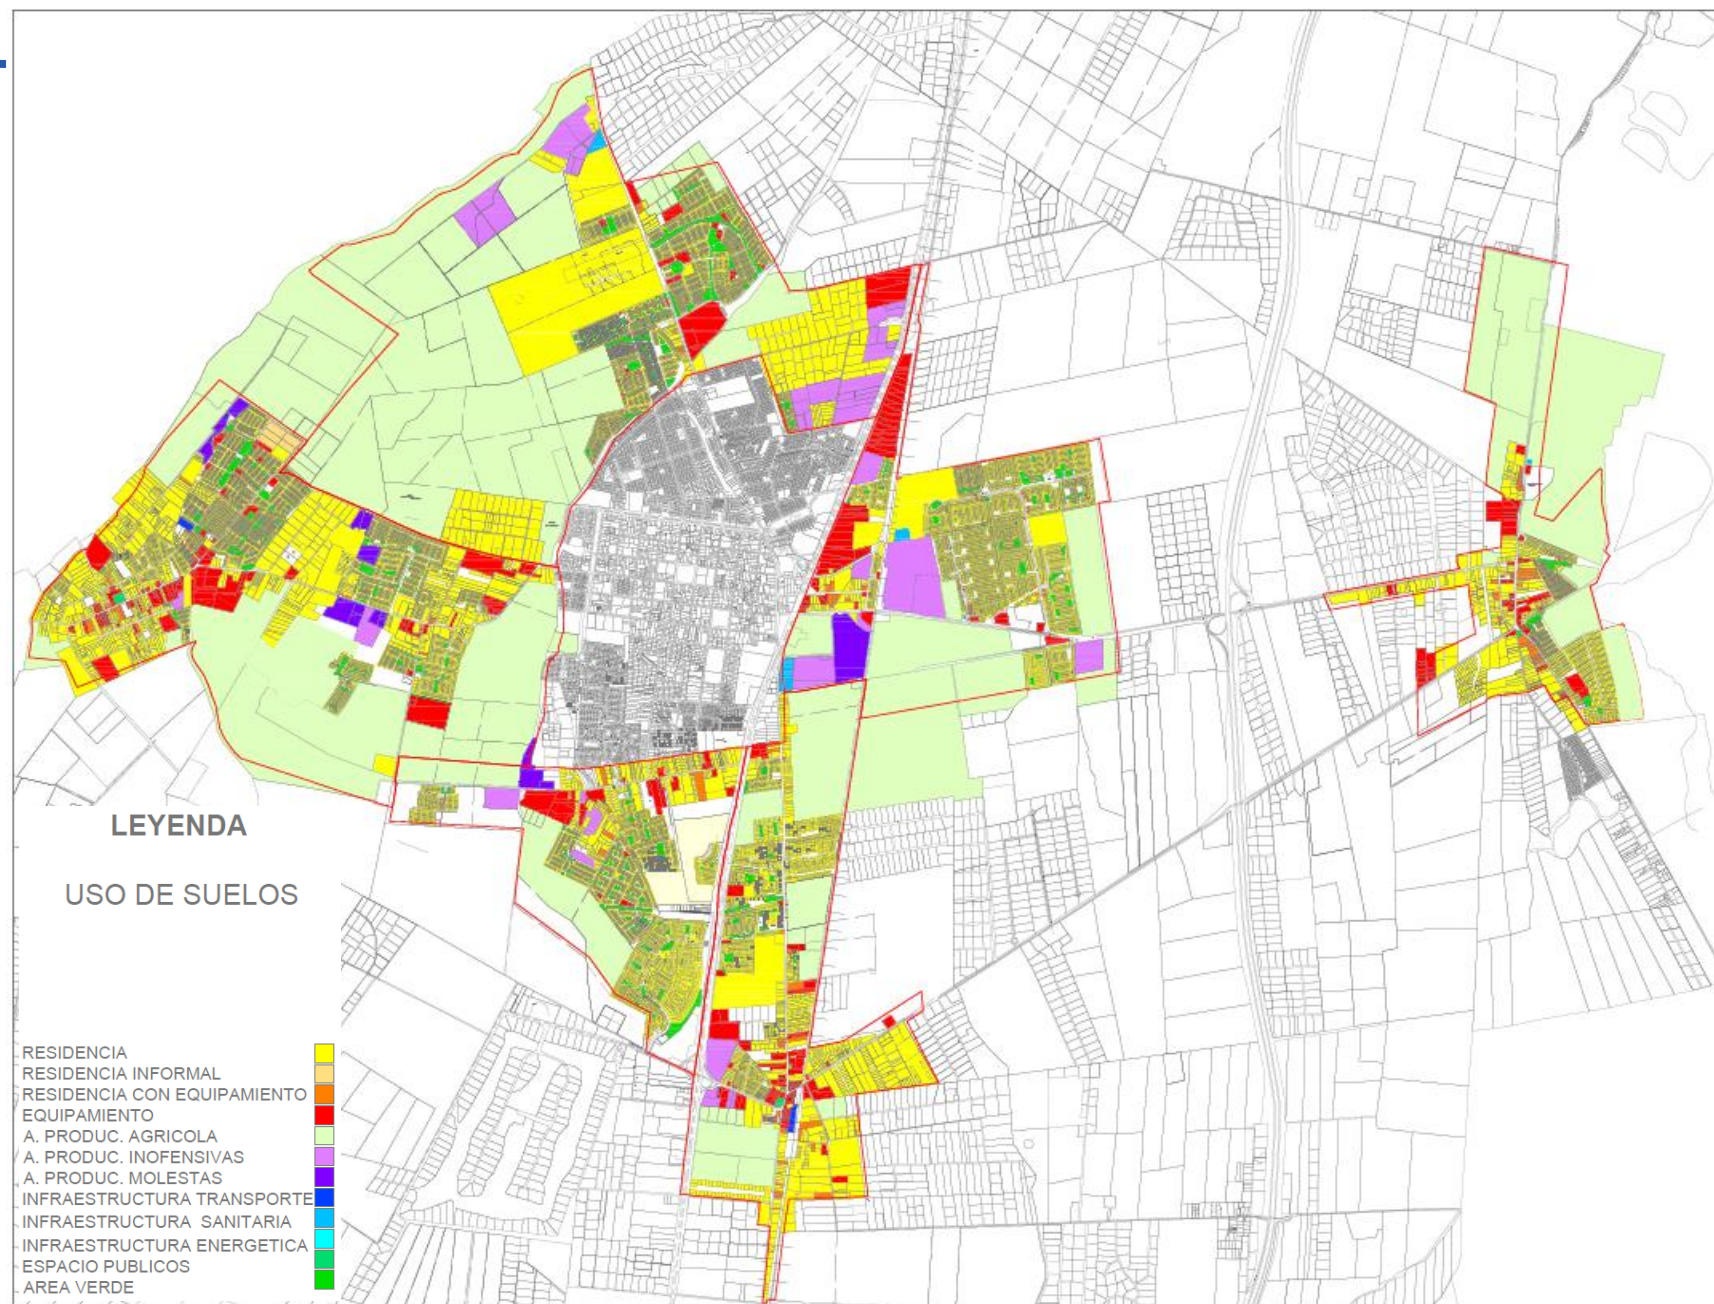 LEYENDA
USO DE SUELOS
RESIDENCIA
RESIDENCIA INFORMAL
RESIDENCIA CON EQUIPAMIENTO
EQUIPAMIENTO
A. PRODUC. AGRICOLA
A. PRODUC. INOFENSIVAS
A. PRODUC. MOLESTAS
INFRAESTRUCTURA TRANSPORTE
INFRAESTRUCTURA SANITARIA
INFRAESTRUCTURA ENERGETICA
ESPACIO PUBLICOS
AREA VERDE